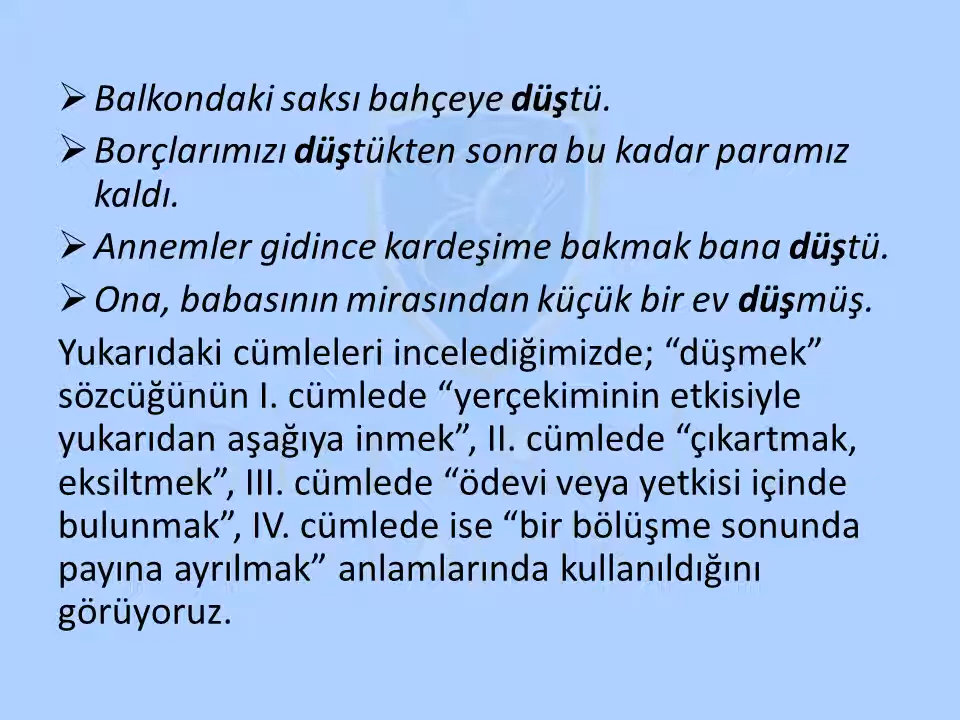 ➢ Balkondaki saksı bahçeye düştü.
➢ Borçlarımızı düştükten sonra bu kadar paramız
kaldı.
➢ Annemler gidince kardeşime bakmak bana düştü.
➢ Ona, babasının mirasından küçük bir ev düşmüş.
Yukarıdaki cümleleri incelediğimizde; “düşmek”
sözcüğünün I. cümlede “yerçekiminin etkisiyle
yukarıdan aşağıya inmek”, II. cümlede “çıkartmak,
eksiltmek”, III. cümlede “ödevi veya yetkisi içinde
bulunmak”, IV. cümlede ise “bir bölüşme sonunda
payına ayrılmak” anlamlarında kullanıldığını
görüyoruz.